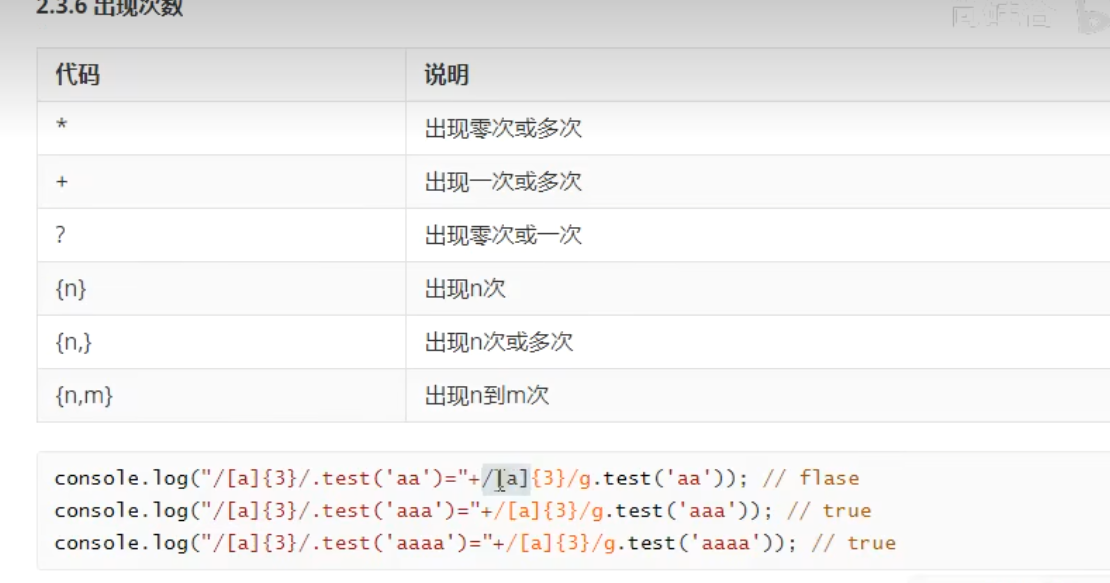 2.3.6 出现次数
代码 说明
* 出现零次或多次
+ 出现一次或多次
? 出现零次或一次
{n} 出现n次
{n,} 出现n次或多次
{n,m} 出现n到m次
console.log("/[a]{3}/.test('aa')="+/[a]{3}/g.test('aa')); // flase
console.log("/[a]{3}/.test('aaa')="+/[a]{3}/g.test('aaa')); // true
console.log("/[a]{3}/.test('aaaa')="+/[a]{3}/g.test('aaaa')); // true